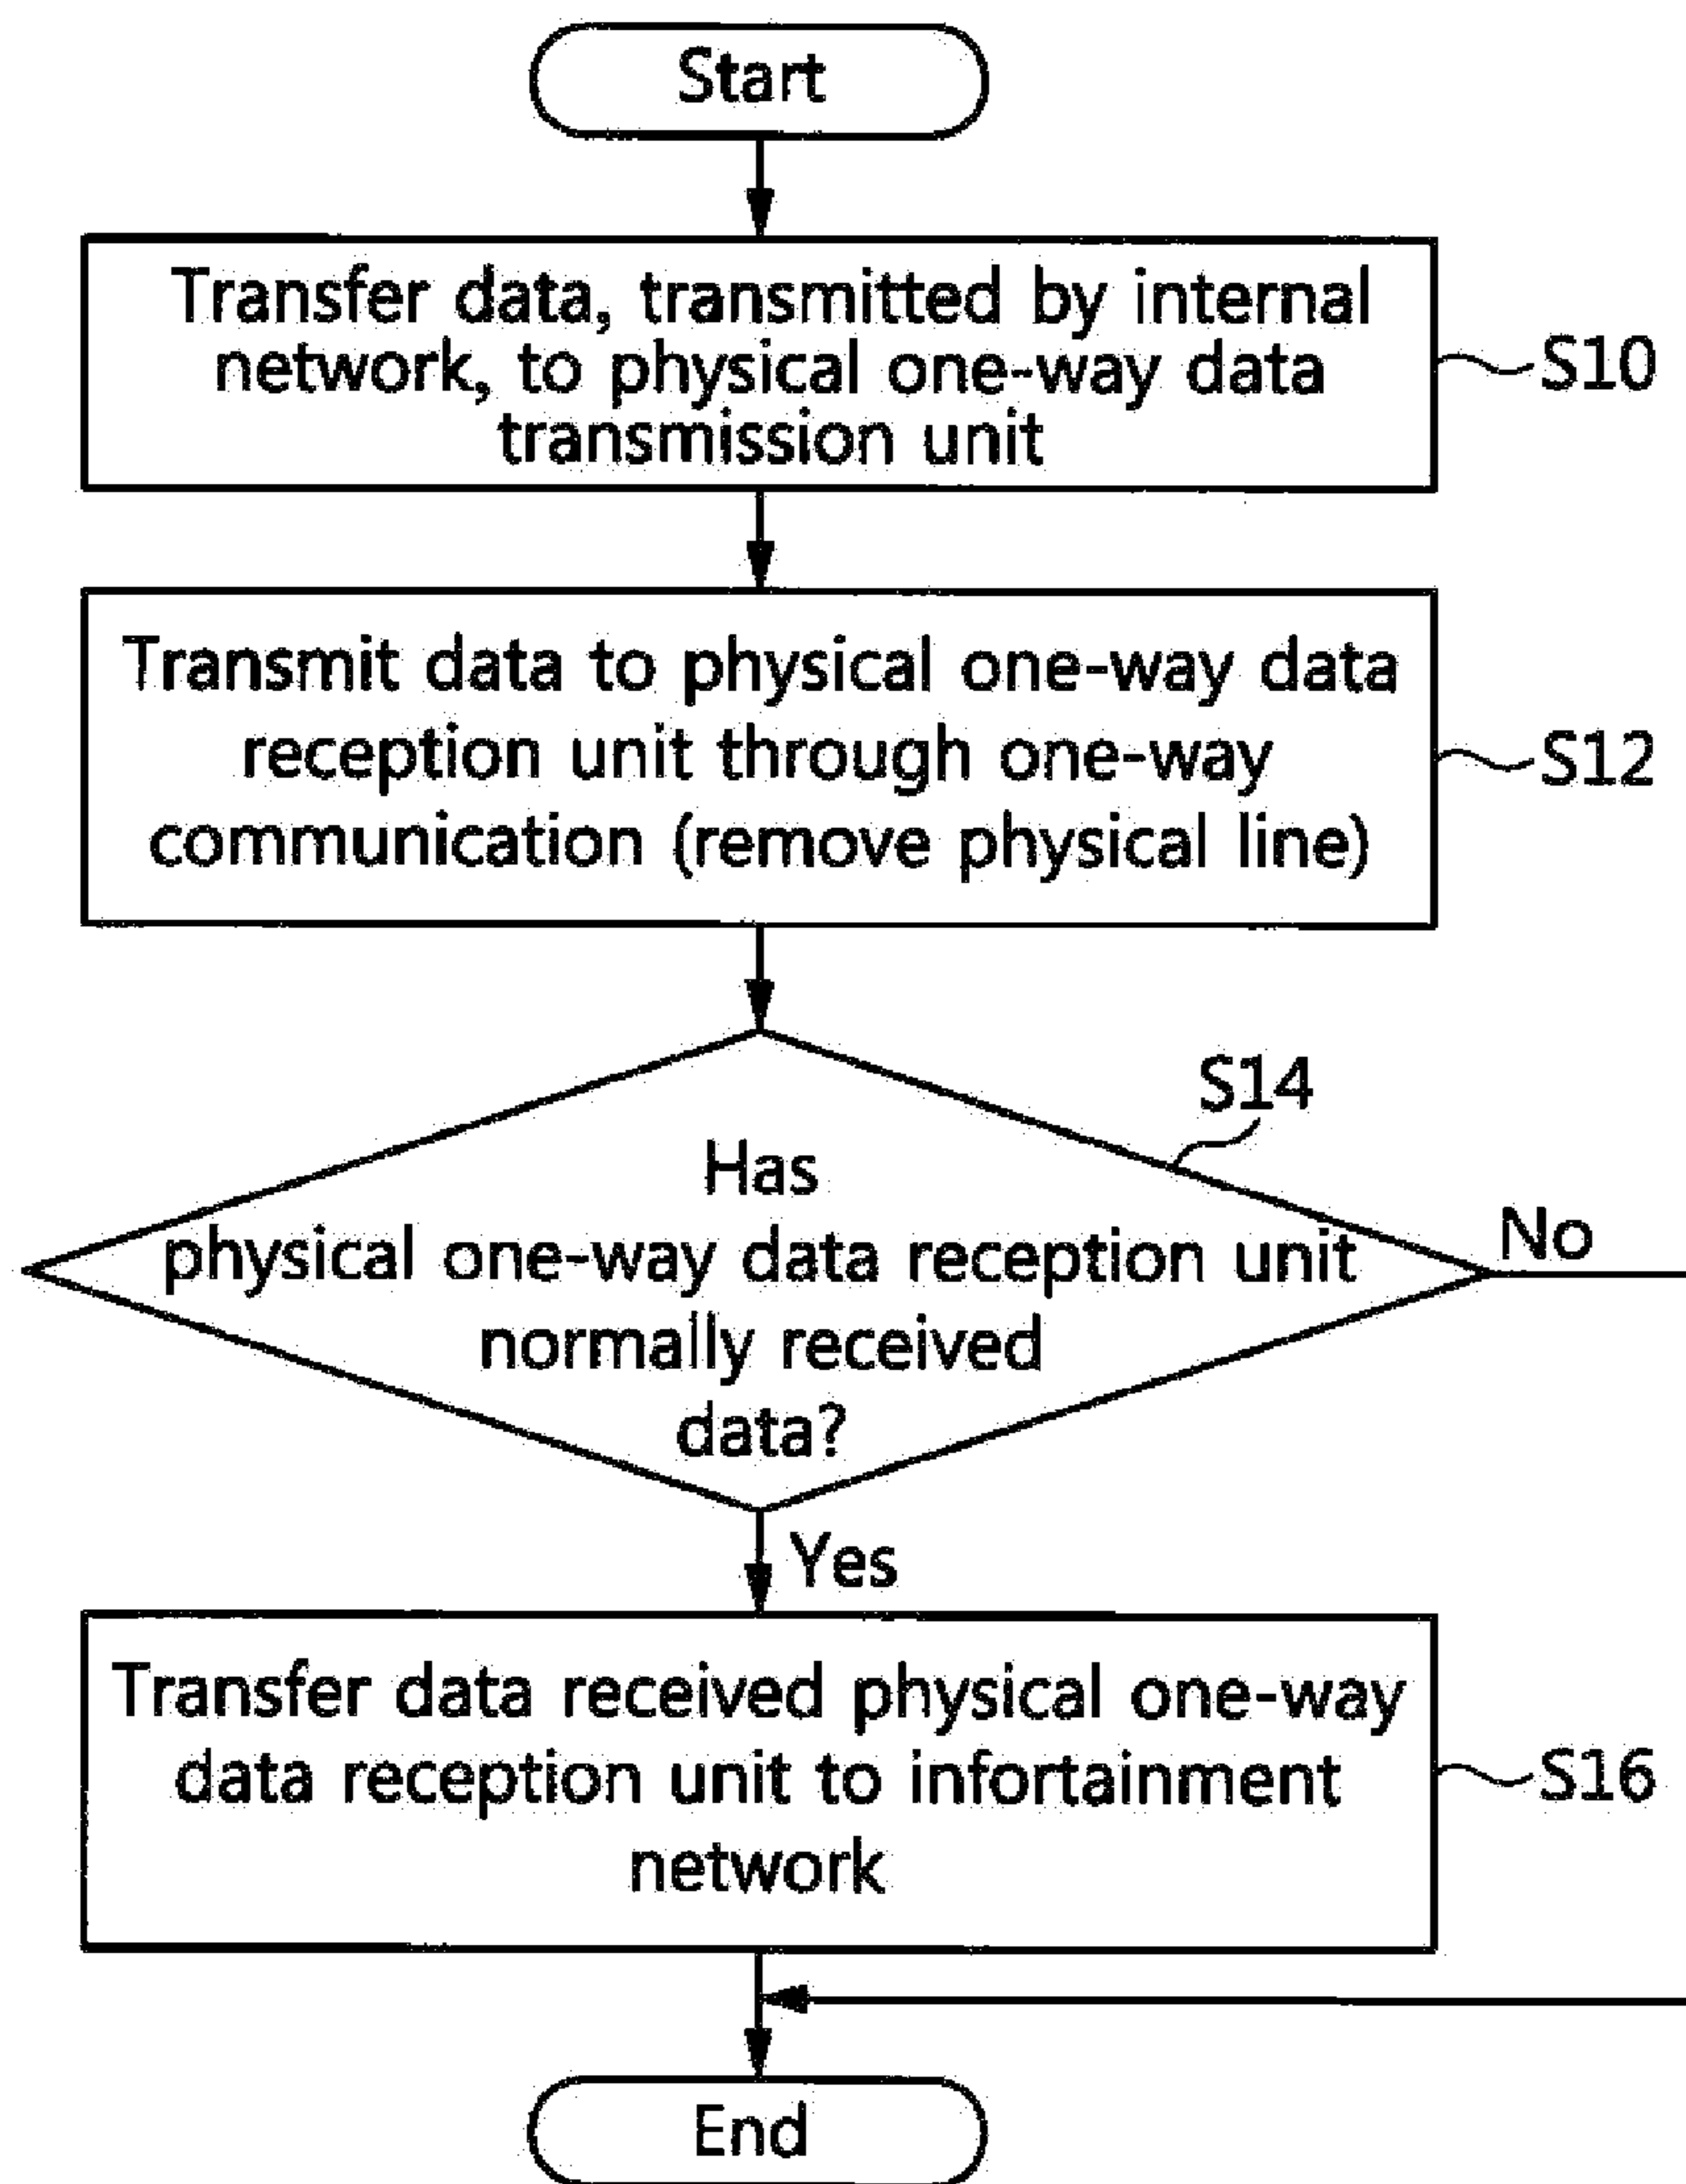 Start
Transfer data, transmitted by internal
network, to physical one-way data
transmission unit
S10
Transmit data to physical one-way data
reception unit through one-way
communication (remove physical line)
S12
S14
Has
physical one-way data reception unit
normally received
data?
No
Yes
Transfer data received physical one-way
data reception unit to infortainment
network
S16
End